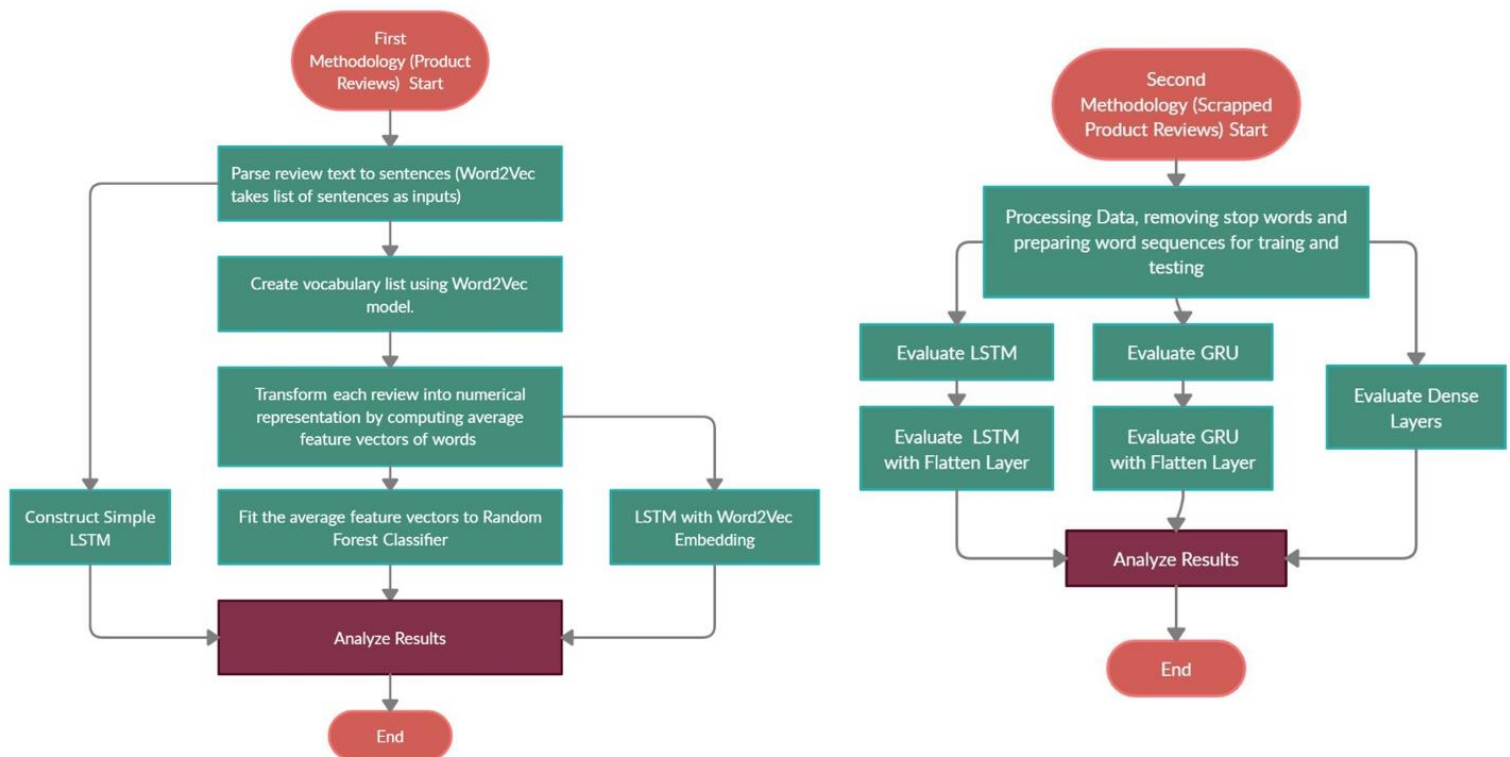 First
Methodology (Product
Reviews) Start
Parse review text to sentences (Word2Vec
takes list of sentences as inputs)
Create vocabulary list using Word2Vec
model.
Transform each review into numerical
representation by computing average
feature vectors of words
Construct Simple
LSTM
Fit the average feature vectors to Random
Forest Classifier
LSTM with Word2Vec
Embedding
Analyze Results
End
Second
Methodology (Scrapped
Product Reviews) Start
Processing Data, removing stop words and
preparing word sequences for traing and
testing
Evaluate LSTM
Evaluate GRU
Evaluate Dense
Layers
Evaluate LSTM
with Flatten Layer
Evaluate GRU
with Flatten Layer
Analyze Results
End